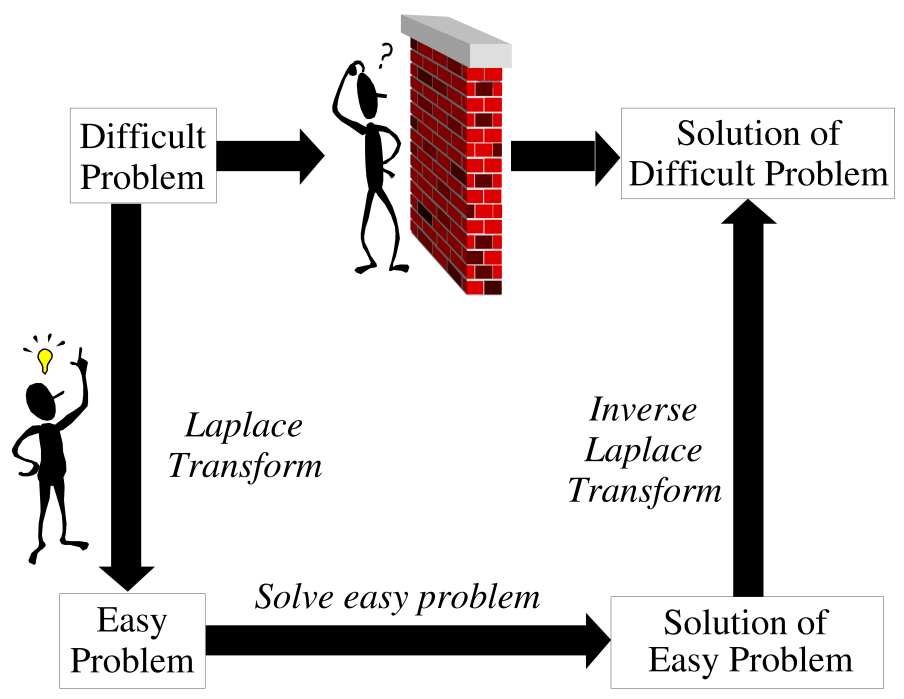 ?
Difficult
Problem
Solution of
Difficult Problem
Laplace
Transform
Inverse
Laplace
Transform
Solve easy problem
Easy
Problem
Solution of
Easy Problem